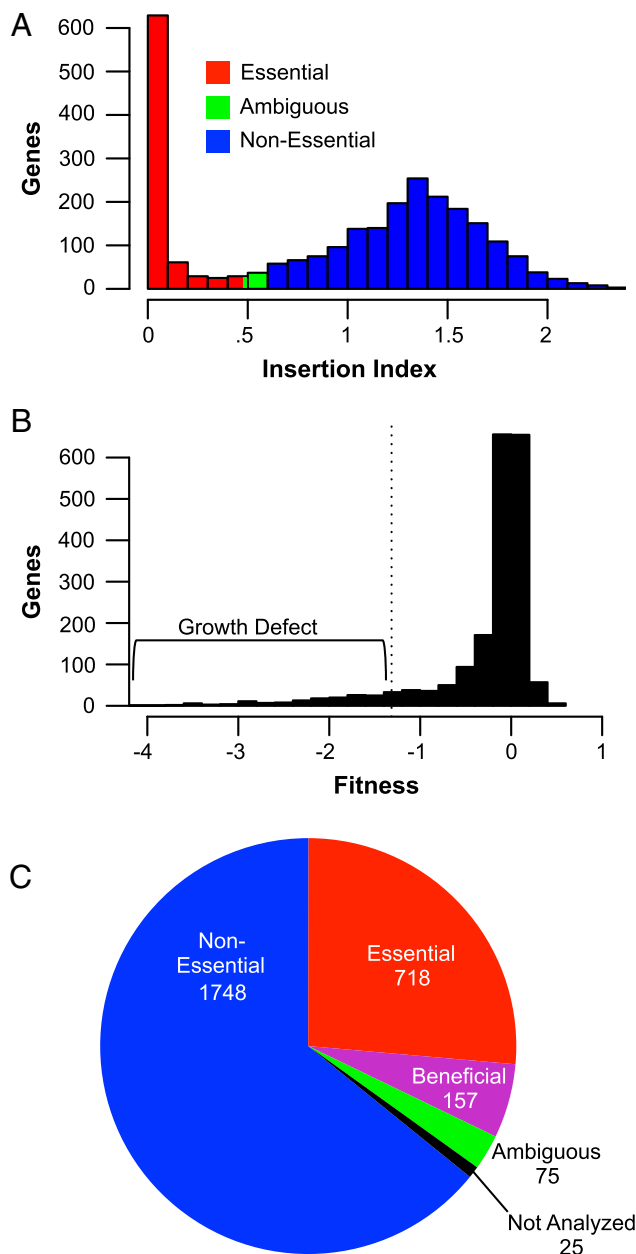 A
600
500
400
300
200
100
0
Genes
Essential
Ambiguous
Non-Essential
0
.5
1
1.5
2
Insertion Index
B
600
500
400
300
200
100
0
Genes
Growth Defect
-4
-3
-2
-1
0
1
Fitness
C
Non-
Essential
1748
Essential
718
Beneficial
157
Ambiguous
75
Not Analyzed
25